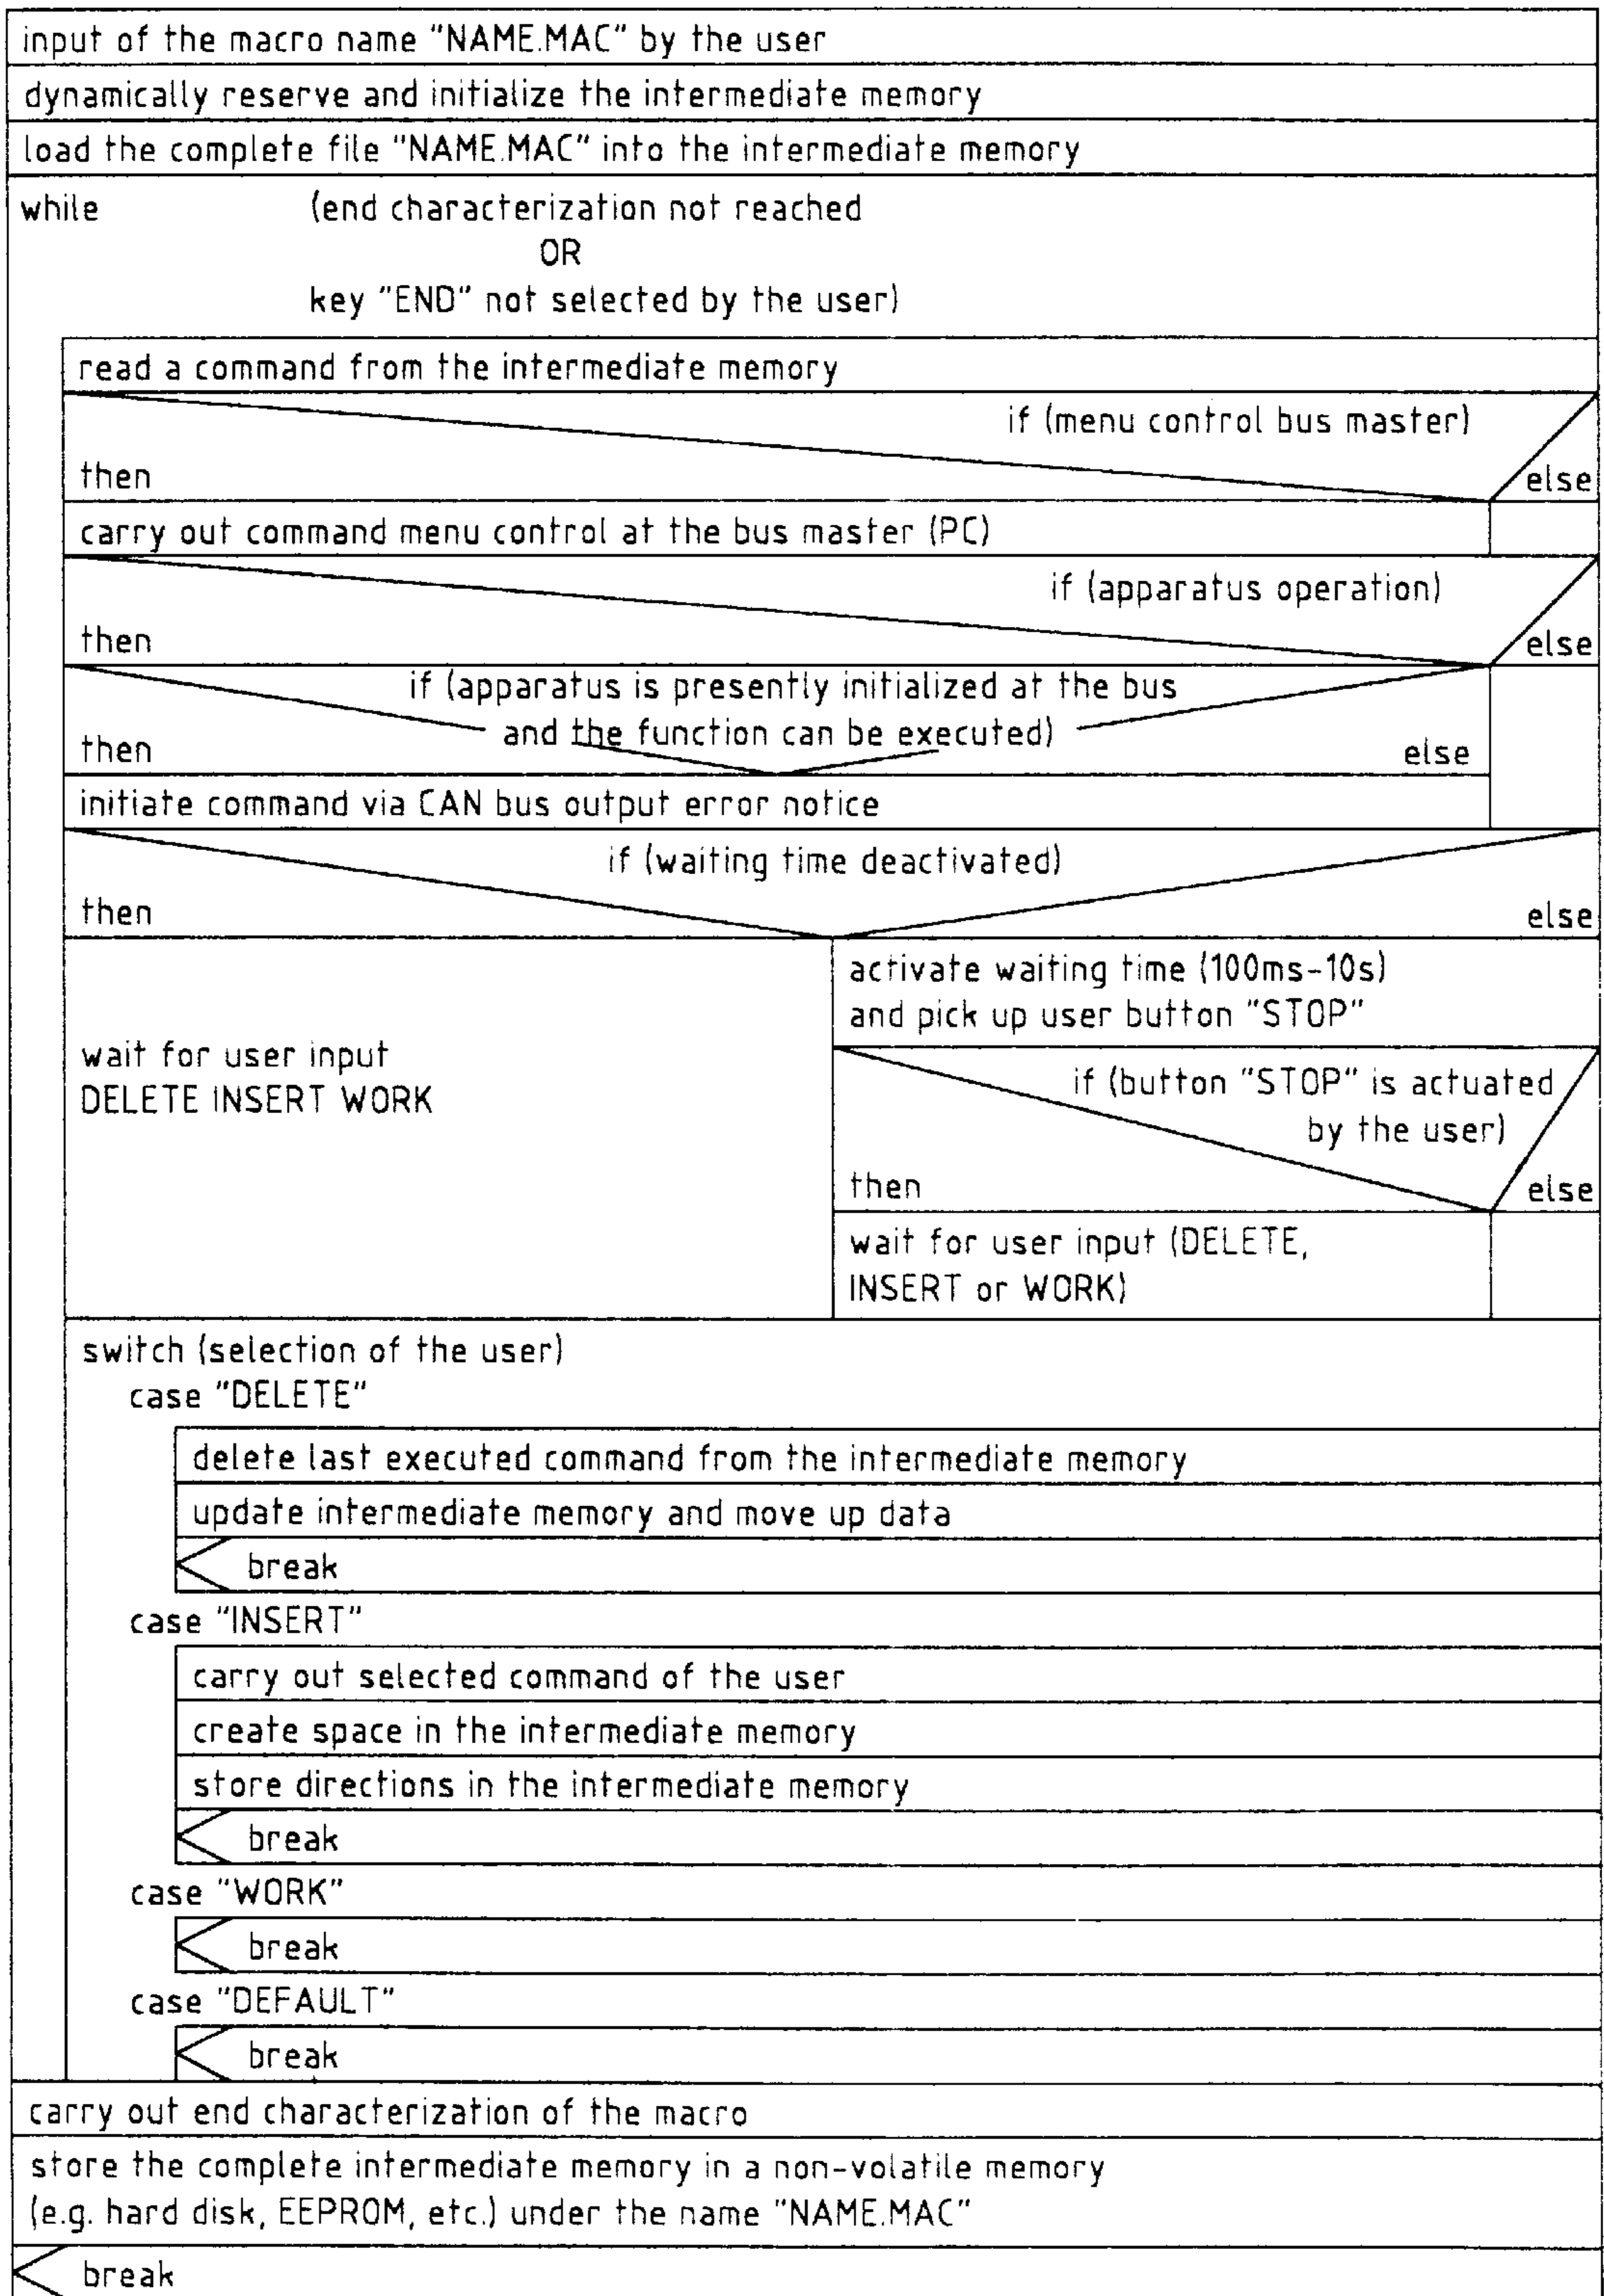 input of the macro name "NAME.MAC" by the user
dynamically reserve and initialize the intermediate memory
load the complete file "NAME.MAC" into the intermediate memory
while (end characterization not reached
OR
key "END" not selected by the user)
read a command from the intermediate memory
if (menu control bus master)
then else
carry out command menu control at the bus master (PC)
if (apparatus operation)
then else
if (apparatus is presently initialized at the bus
and the function can be executed)
then else
initiate command via CAN bus output error notice
if (waiting time deactivated)
then else
activate waiting time (100ms-10s)
and pick up user button "STOP"
wait for user input
DELETE INSERT WORK
if (button "STOP" is actuated
by the user)
then else
wait for user input (DELETE,
INSERT or WORK)
switch (selection of the user)
case "DELETE"
delete last executed command from the intermediate memory
update intermediate memory and move up data
break
case "INSERT"
carry out selected command of the user
create space in the intermediate memory
store directions in the intermediate memory
break
case "WORK"
break
case "DEFAULT"
break
carry out end characterization of the macro
store the complete intermediate memory in a non-volatile memory
(e.g. hard disk, EEPROM, etc.) under the name "NAME.MAC"
break